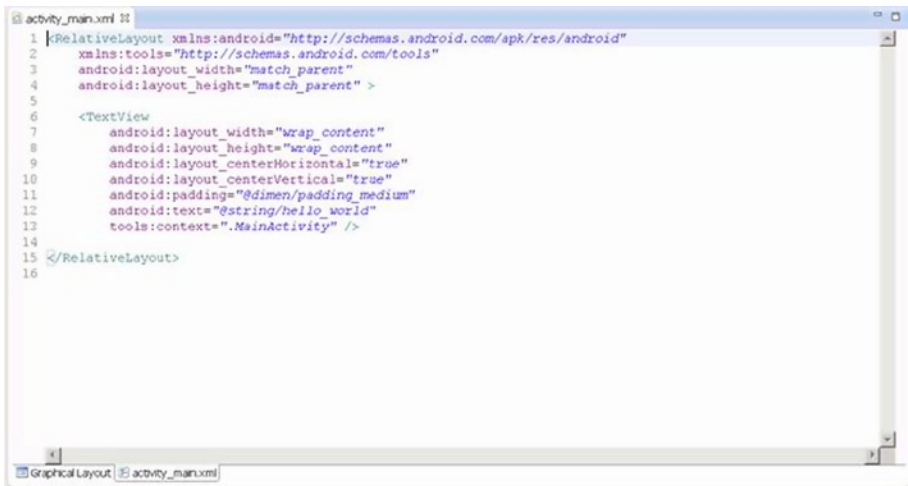 activity_main.xml
1 <RelativeLayout xmlns:android="http://schemas.android.com/apk/res/android"
2 xmlns:tools="http://schemas.android.com/tools"
3 android:layout_width="match_parent"
4 android:layout_height="match_parent" >
5
6 <TextView
7 android:layout_width="wrap_content"
8 android:layout_height="wrap_content"
9 android:layout_centerHorizontal="true"
10 android:layout_centerVertical="true"
11 android:padding="@dimen/padding_medium"
12 android:text="@string/hello_world"
13 tools:context=".MainActivity" />
14
15 </RelativeLayout>
16
Graphical Layout activity_main.xml